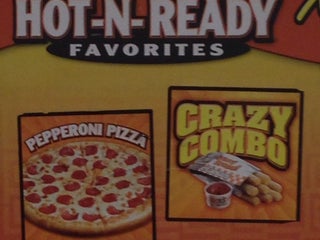 HOT-N-READY
FAVORITES
PEPPERONI PIZZA
CRAZY
COMBO